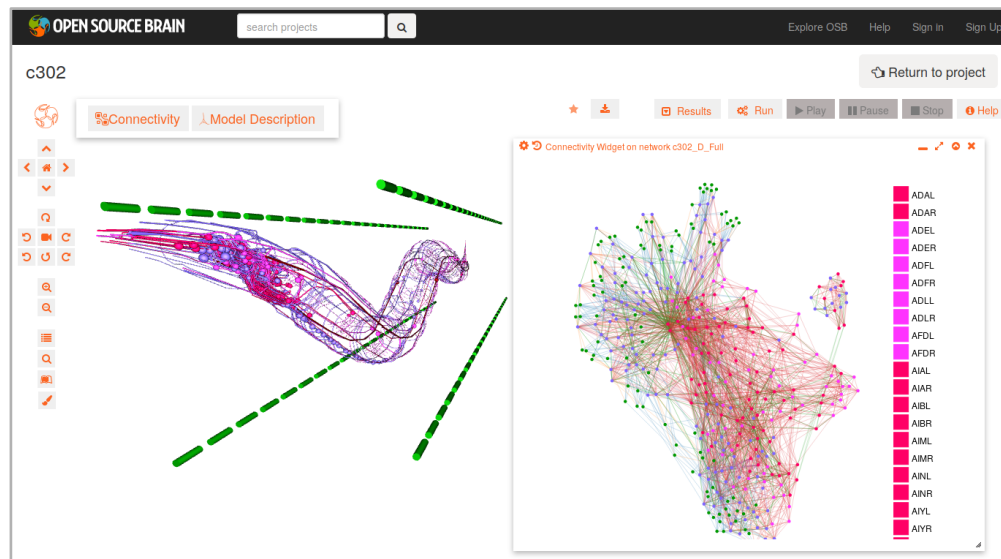 OPEN SOURCE BRAIN
search projects
Explore OSB
Help
Sign in
Sign Up
c302
Return to project
Connectivity
Model Description
Results
Run
Play
Pause
Stop
Help
Connectivity Widget on network c302_D_Full
ADAL
ADAR
ADEL
ADER
ADFL
ADFR
ADLL
ADLR
AFDL
AFDR
AIAL
AIAR
AIBL
AIBR
AIML
AIMR
AINL
AINR
AIYL
AIYR